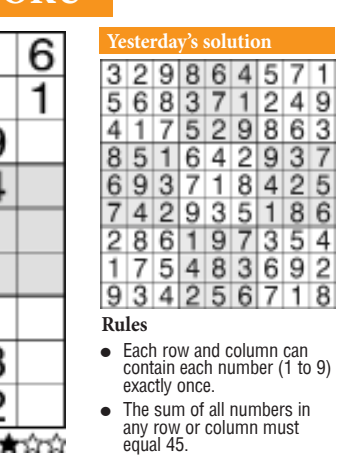 6
1
Yesterday's solution
3 2 9 8 6 4 5 7 1
5 6 8 3 7 1 2 4 9
4 1 7 5 2 9 8 6 3
8 5 1 6 4 2 9 3 7
6 9 3 7 1 8 4 2 5
7 4 2 9 3 5 1 8 6
2 8 6 1 9 7 3 5 4
1 7 5 4 8 3 6 9 2
9 3 4 2 5 6 7 1 8
Rules
● Each row and column can
contain each number (1 to 9)
exactly once.
● The sum of all numbers in
any row or column must
equal 45.